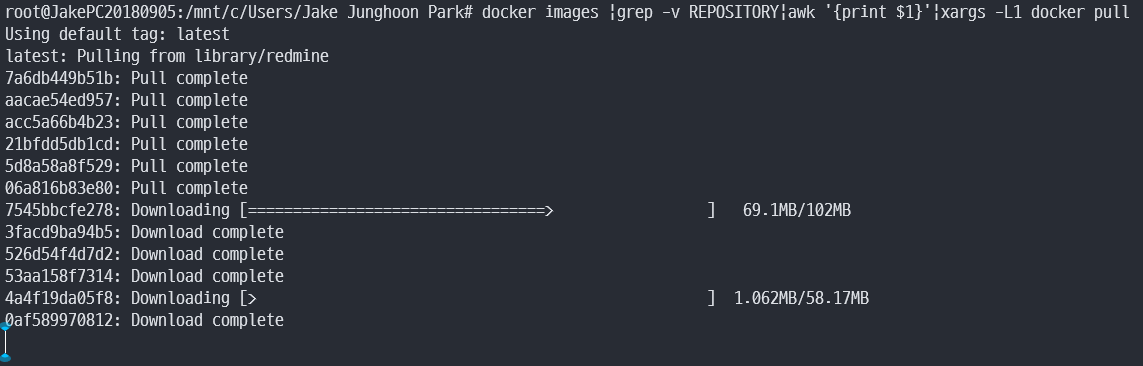 root@JakePC20180905:/mnt/c/Users/Jake Junghoon Park# docker images |grep -v REPOSITORY|awk '{print $1}'|xargs -L1 docker pull
Using default tag: latest
latest: Pulling from library/redmine
7a6db449b51b: Pull complete
aacae54ed957: Pull complete
acc5a66b4b23: Pull complete
21bfdd5db1cd: Pull complete
5d8a58a8f529: Pull complete
06a816b83e80: Pull complete
7545bbcfe278: Downloading [=================================>                 ]   69.1MB/102MB
3facd9ba94b5: Download complete
526d54f4d7d2: Download complete
53aa158f7314: Download complete
4a4f19da05f8: Downloading [>                                                  ]  1.062MB/58.17MB
0af589970812: Download complete